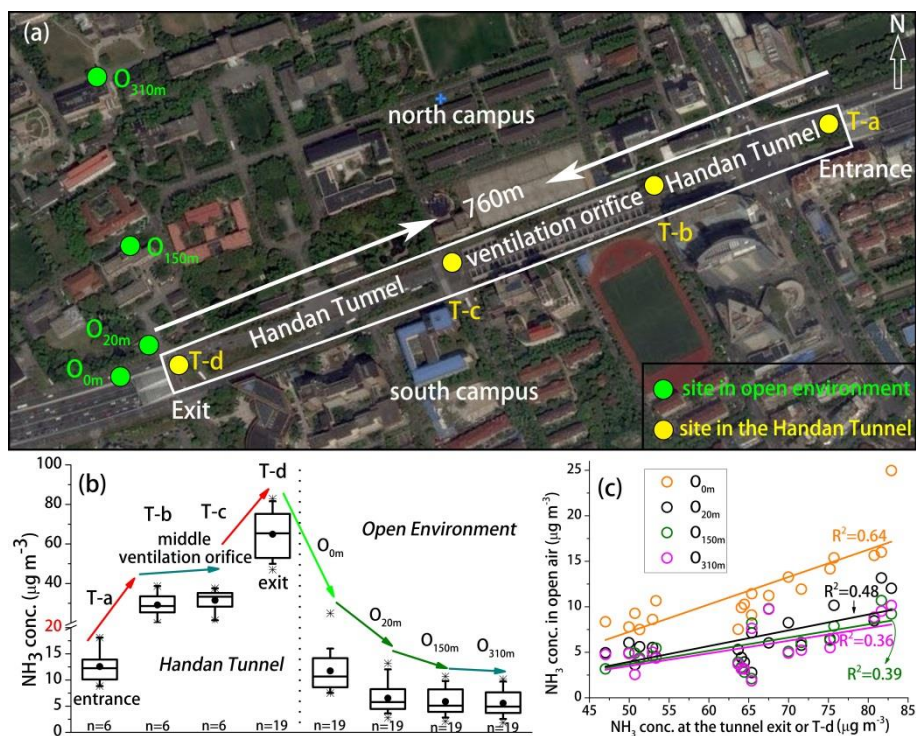 (a)
N
O310m
north campus
T-a
Handan Tunnel
Entrance
760m
ventilation orifice
T-b
O150m
T-c
Handan Tunnel
O20m
T-d
O0m
Exit
south campus
site in open environment
site in the Handan Tunnel
(b)
T-d
T-b
T-c
middle
ventilation orifice
T-a
exit
entrance
Handan Tunnel
Open Environment
O0m
O20m
O150m
O310m
NH3 conc. (μg m-3)
100
80
60
40
20
20
15
10
5
0
n=6
n=6
n=6
n=19
n=19
n=19
n=19
n=19
(c)
O0m
O20m
O150m
O310m
R2=0.64
R2=0.48
R2=0.36
R2=0.39
NH3 conc. in open air (μg m-3)
25
20
15
10
5
0
45 50 55 60 65 70 75 80 85
NH3 conc. at the tunnel exit or T-d (μg m-3)